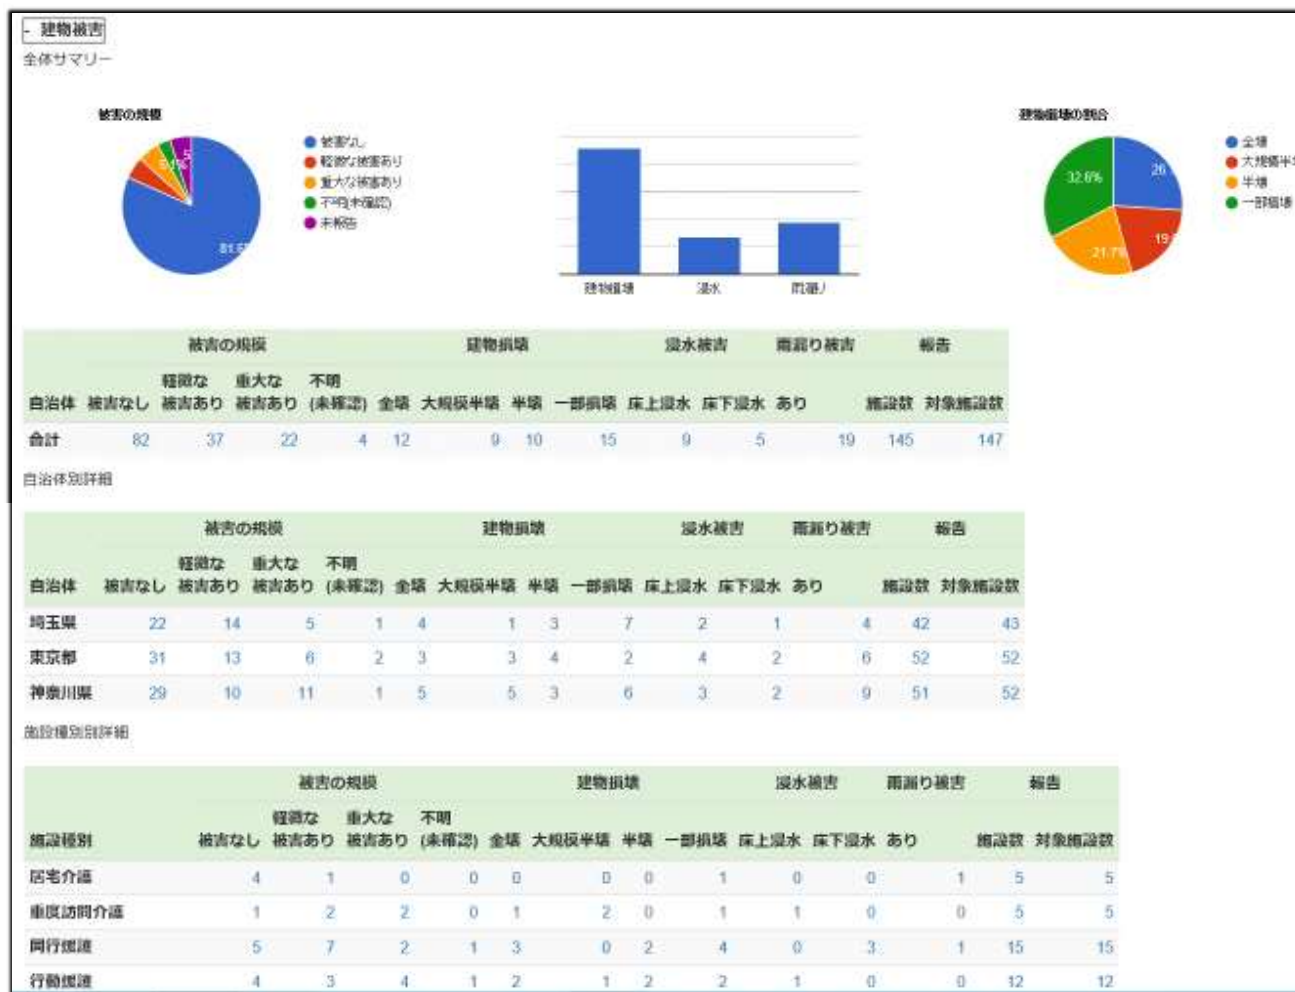 - 建物被害
全体サマリー
被害の規模
被害なし
軽微な被害あり
重大な被害あり
不明(未確認)
未報告
建物損壊
浸水
雨漏り
建物崩壊の割合
32.6%
21.7%
全壊
大規模半壊
半壊
一部損壊
被害の規模 建物損壊 浸水被害 雨漏り被害 報告
軽微な 重大な 不明
自治体 被害なし 被害あり 被害あり (未確認) 全壊 大規模半壊 半壊 一部損壊 床上浸水 床下浸水 あり 施設数 対象施設数
合計 82 37 22 4 12 9 10 15 9 5 19 145 147
自治体別詳細
被害の規模 建物損壊 浸水被害 雨漏り被害 報告
軽微な 重大な 不明
自治体 被害なし 被害あり 被害あり (未確認) 全壊 大規模半壊 半壊 一部損壊 床上浸水 床下浸水 あり 施設数 対象施設数
埼玉県 22 14 5 1 4 1 3 7 2 1 4 42 43
東京都 31 13 6 2 3 3 4 2 4 2 6 52 52
神奈川県 29 10 11 1 5 5 3 6 3 2 9 51 52
施設種別別詳細
被害の規模 建物損壊 浸水被害 雨漏り被害 報告
軽微な 重大な 不明
施設種別 被害なし 被害あり 被害あり (未確認) 全壊 大規模半壊 半壊 一部損壊 床上浸水 床下浸水 あり 施設数 対象施設数
居宅介護 4 1 0 0 0 0 0 1 0 0 1 5 5
重度訪問介護 1 2 2 0 1 2 0 1 1 0 0 5 5
同行援護 5 7 2 1 3 0 2 4 0 3 1 15 15
行動援護 4 3 4 1 2 1 2 2 1 0 0 12 12